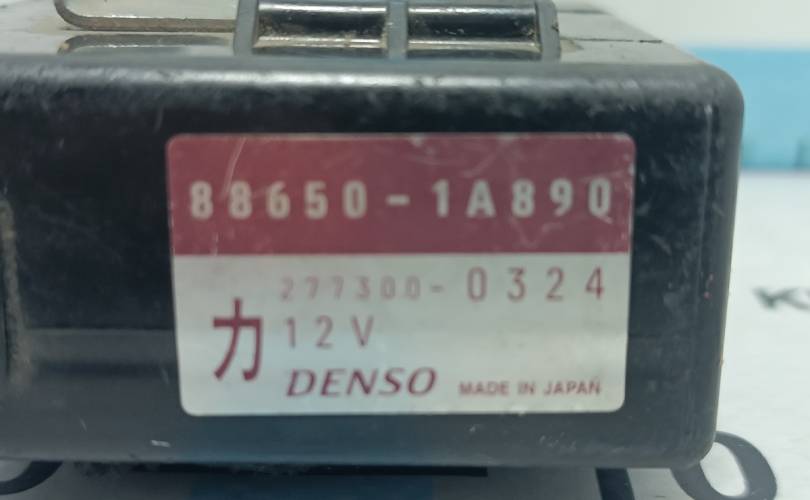 88650-1A890
277300-0324
力 12V
DENSO MADE IN JAPAN